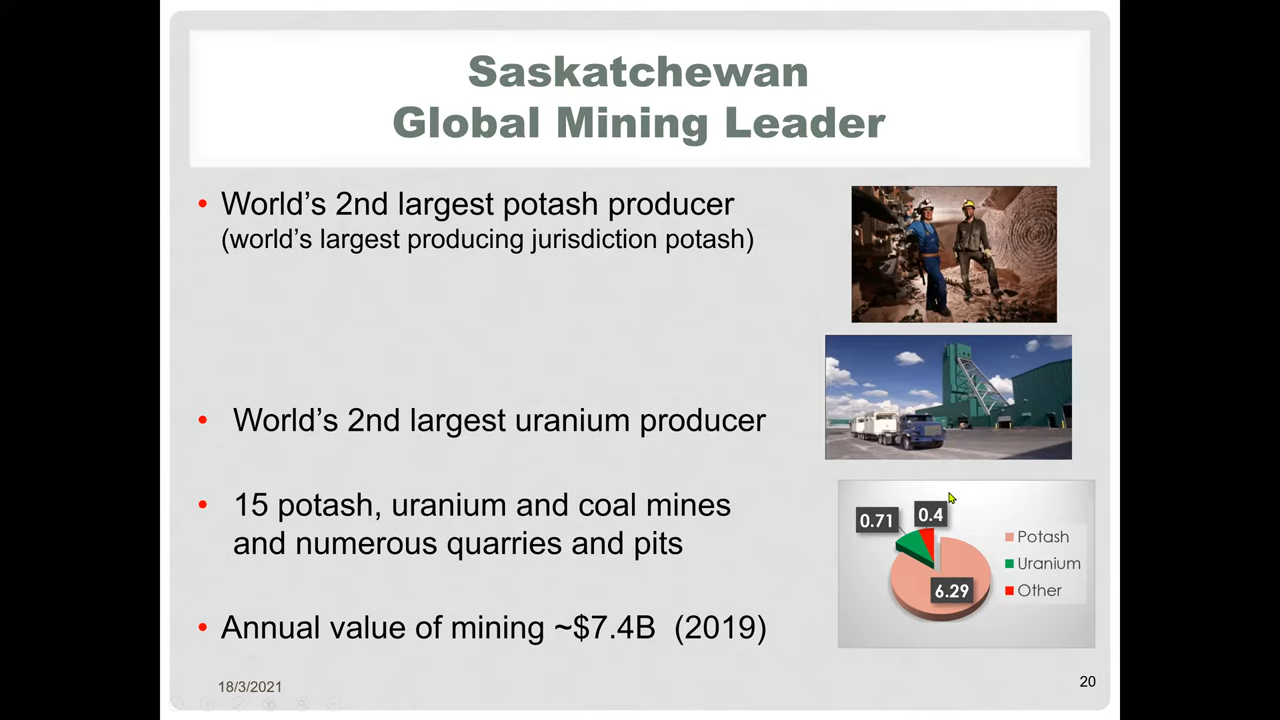 Saskatchewan
Global Mining Leader
• World’s 2nd largest potash producer
(world’s largest producing jurisdiction potash)
• World’s 2nd largest uranium producer
• 15 potash, uranium and coal mines
and numerous quarries and pits
• Annual value of mining ~$7.4B (2019)
0.71
0.4
6.29
Potash
Uranium
Other
18/3/2021
20